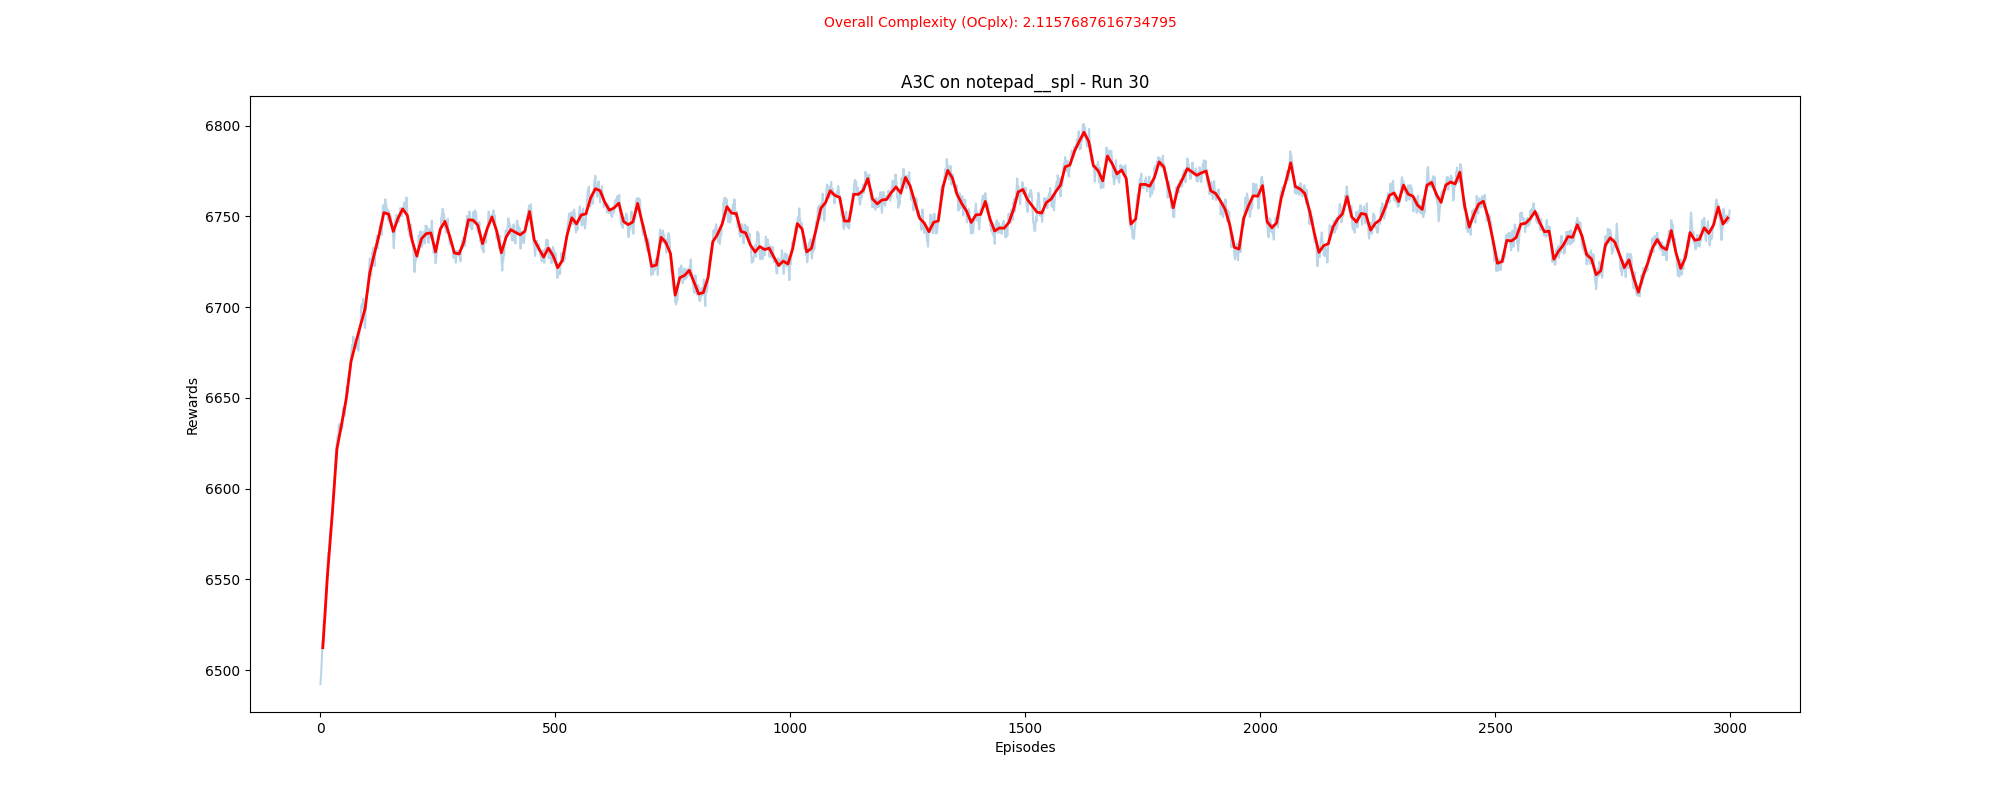 Overall Complexity (OCplx): 2.1157687616734795
A3C on notepad__spl - Run 30
6800
6750
6700
6650
6600
6550
6500
Rewards
0 500 1000 1500 2000 2500 3000
Episodes